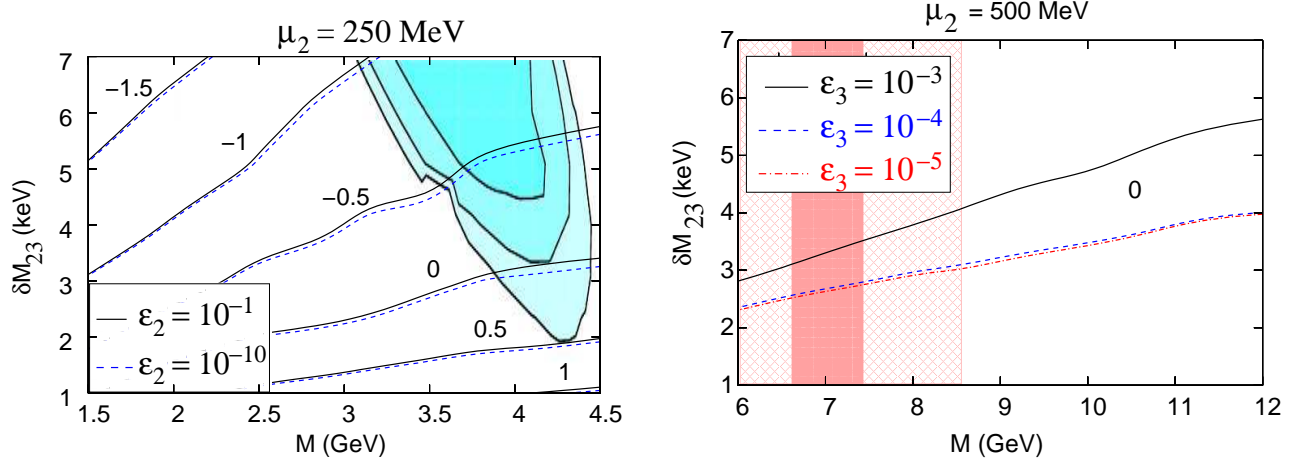 μ₂ = 250 MeV
7
6
5
4
3
2
1
δM₂₃ (keV)
−1.5
−1
−0.5
0
0.5
1
ε₂ = 10⁻¹
ε₂ = 10⁻¹⁰
1.5 2 2.5 3 3.5 4 4.5
M (GeV)
μ₂ = 500 MeV
7
6
5
4
3
2
1
δM₂₃ (keV)
ε₃ = 10⁻³
ε₃ = 10⁻⁴
ε₃ = 10⁻⁵
0
6 7 8 9 10 11 12
M (GeV)